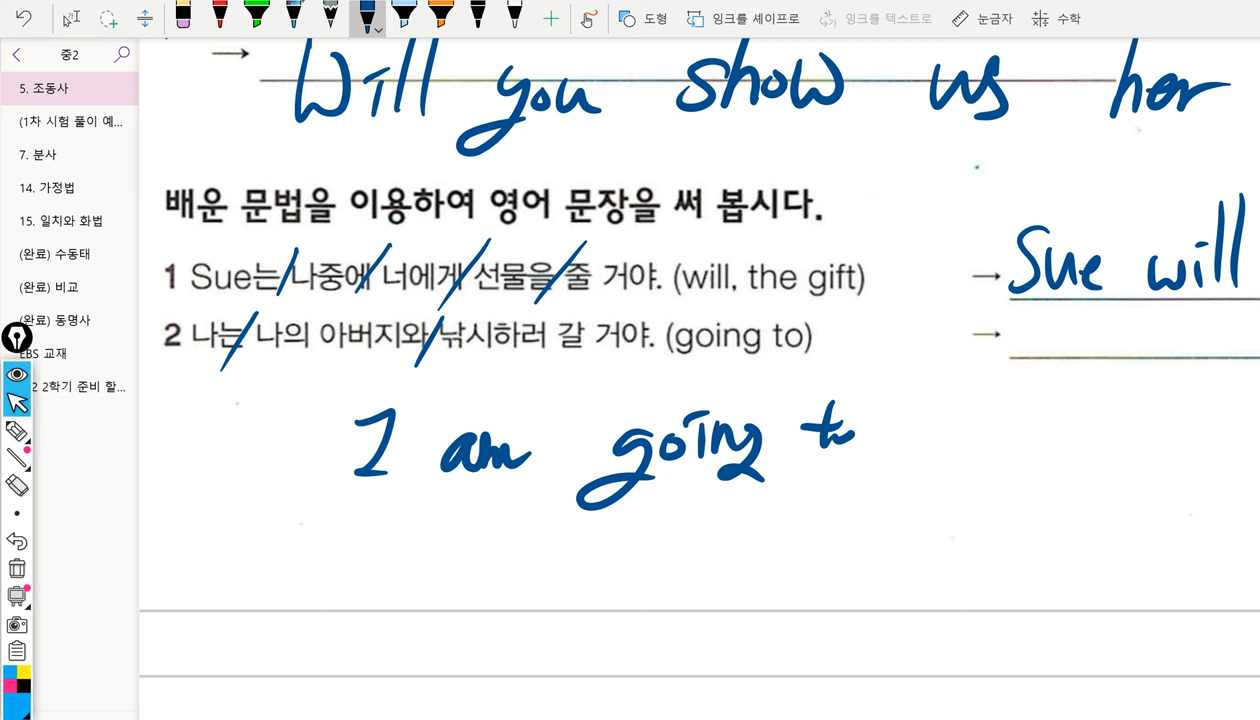 도형 잉크를 셰이프로 잉크를 텍스트로 눈금자 수학
중2
5. 조동사
(1차 시험 풀이 예...
7. 분사
14. 가정법
15. 일치와 화법
(완료) 수동태
(완료) 비교
(완료) 동명사
EBS 교재
2 2학기 준비 할...
→ Will you show us her
배운 문법을 이용하여 영어 문장을 써 봅시다.
1 Sue는 나중에 너에게 선물을 줄 거야. (will, the gift) → Sue will
2 나는 나의 아버지와 낚시하러 갈 거야. (going to) →
I am going to